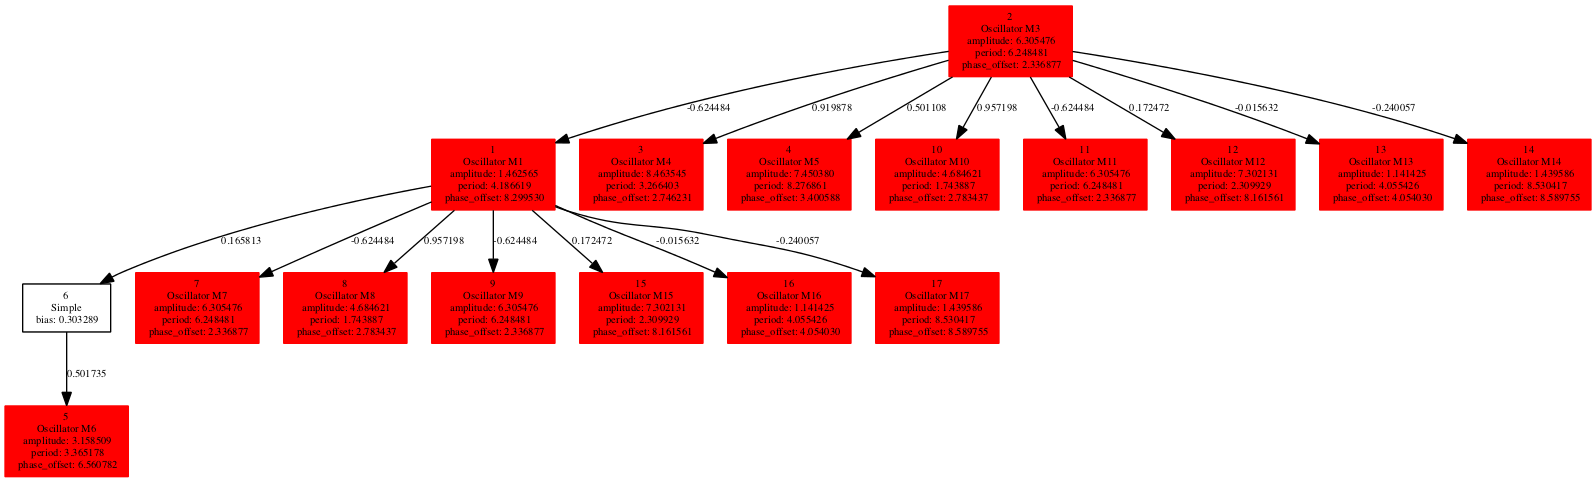 2
Oscillator M3
amplitude: 6.305476
period: 6.248481
phase_offset: 2.336877
-0.624484
0.919878
0.501108
0.957198
-0.624484
0.172472
-0.015632
-0.240057
1
Oscillator M1
amplitude: 1.462565
period: 4.186619
phase_offset: 8.299530
3
Oscillator M4
amplitude: 8.463545
period: 3.266403
phase_offset: 2.746231
4
Oscillator M5
amplitude: 7.450380
period: 8.276861
phase_offset: 3.400588
10
Oscillator M10
amplitude: 4.684621
period: 1.743887
phase_offset: 2.783437
11
Oscillator M11
amplitude: 6.305476
period: 6.248481
phase_offset: 2.336877
12
Oscillator M12
amplitude: 7.302131
period: 2.309929
phase_offset: 8.161561
13
Oscillator M13
amplitude: 1.141425
period: 4.055426
phase_offset: 4.054030
14
Oscillator M14
amplitude: 1.439586
period: 8.530417
phase_offset: 8.589755
0.165813
-0.624484
0.957198
-0.624484
0.172472
-0.015632
-0.240057
6
Simple
bias: 0.303289
7
Oscillator M7
amplitude: 6.305476
period: 6.248481
phase_offset: 2.336877
8
Oscillator M8
amplitude: 4.684621
period: 1.743887
phase_offset: 2.783437
9
Oscillator M9
amplitude: 6.305476
period: 6.248481
phase_offset: 2.336877
15
Oscillator M15
amplitude: 7.302131
period: 2.309929
phase_offset: 8.161561
16
Oscillator M16
amplitude: 1.141425
period: 4.055426
phase_offset: 4.054030
17
Oscillator M17
amplitude: 1.439586
period: 8.530417
phase_offset: 8.589755
0.501735
5
Oscillator M6
amplitude: 3.158509
period: 3.365178
phase_offset: 6.560782